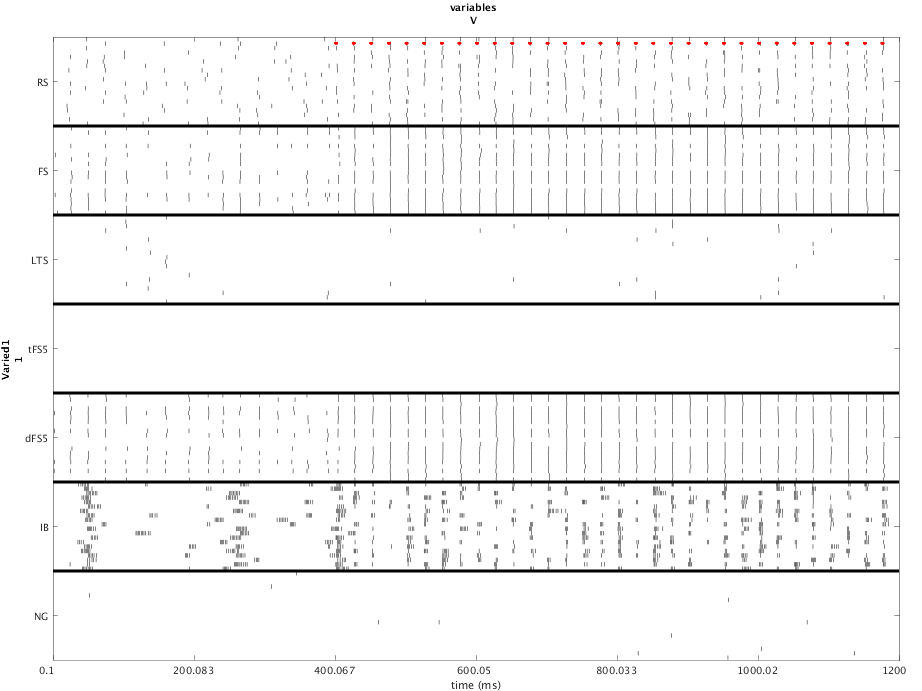 variables
V
RS
FS
LTS
tFS5
Varied1
1
dFS5
IB
NG
0.1 200.083 400.067 600.05 800.033 1000.02 1200
time (ms)